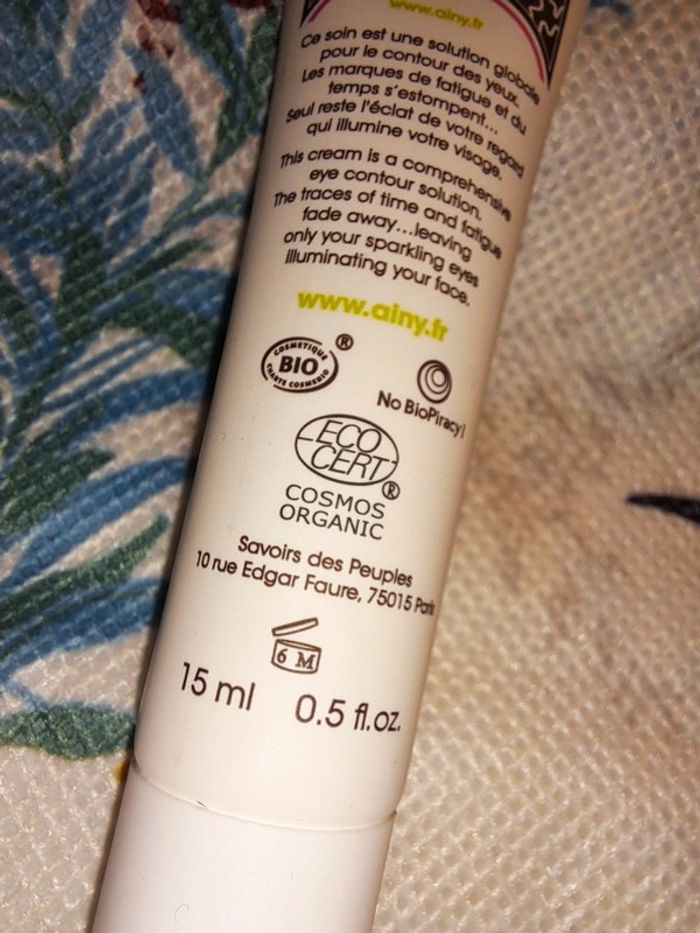 www.ainy.fr
Ce soin est une solution globale
pour le contour des yeux.
Les marques de fatigue et du
temps s'estompent...
Seul reste l'éclat de votre regard
qui illumine votre visage.
This cream is a comprehensive
eye contour solution.
The traces of time and fatigue
fade away...leaving
only your sparkling eyes
illuminating your face.
www.ainy.fr
COSMETIQUE
BIO
CHARTE COSMEBIO
®
No BioPiracy!
ECO
CERT
®
COSMOS
ORGANIC
Savoirs des Peuples
10 rue Edgar Faure, 75015 Paris
6 M
15 ml 0.5 fl.oz.